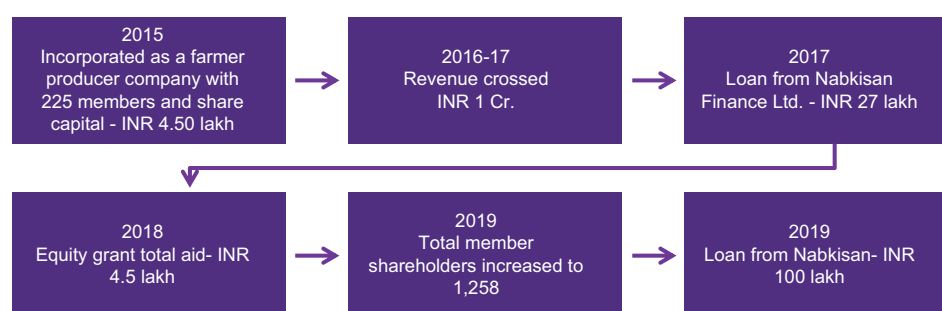 2015
Incorporated as a farmer
producer company with
225 members and share
capital - INR 4.50 lakh
2016-17
Revenue crossed
INR 1 Cr.
2017
Loan from Nabkisan
Finance Ltd. - INR 27 lakh
2018
Equity grant total aid- INR
4.5 lakh
2019
Total member
shareholders increased to
1,258
2019
Loan from Nabkisan- INR
100 lakh